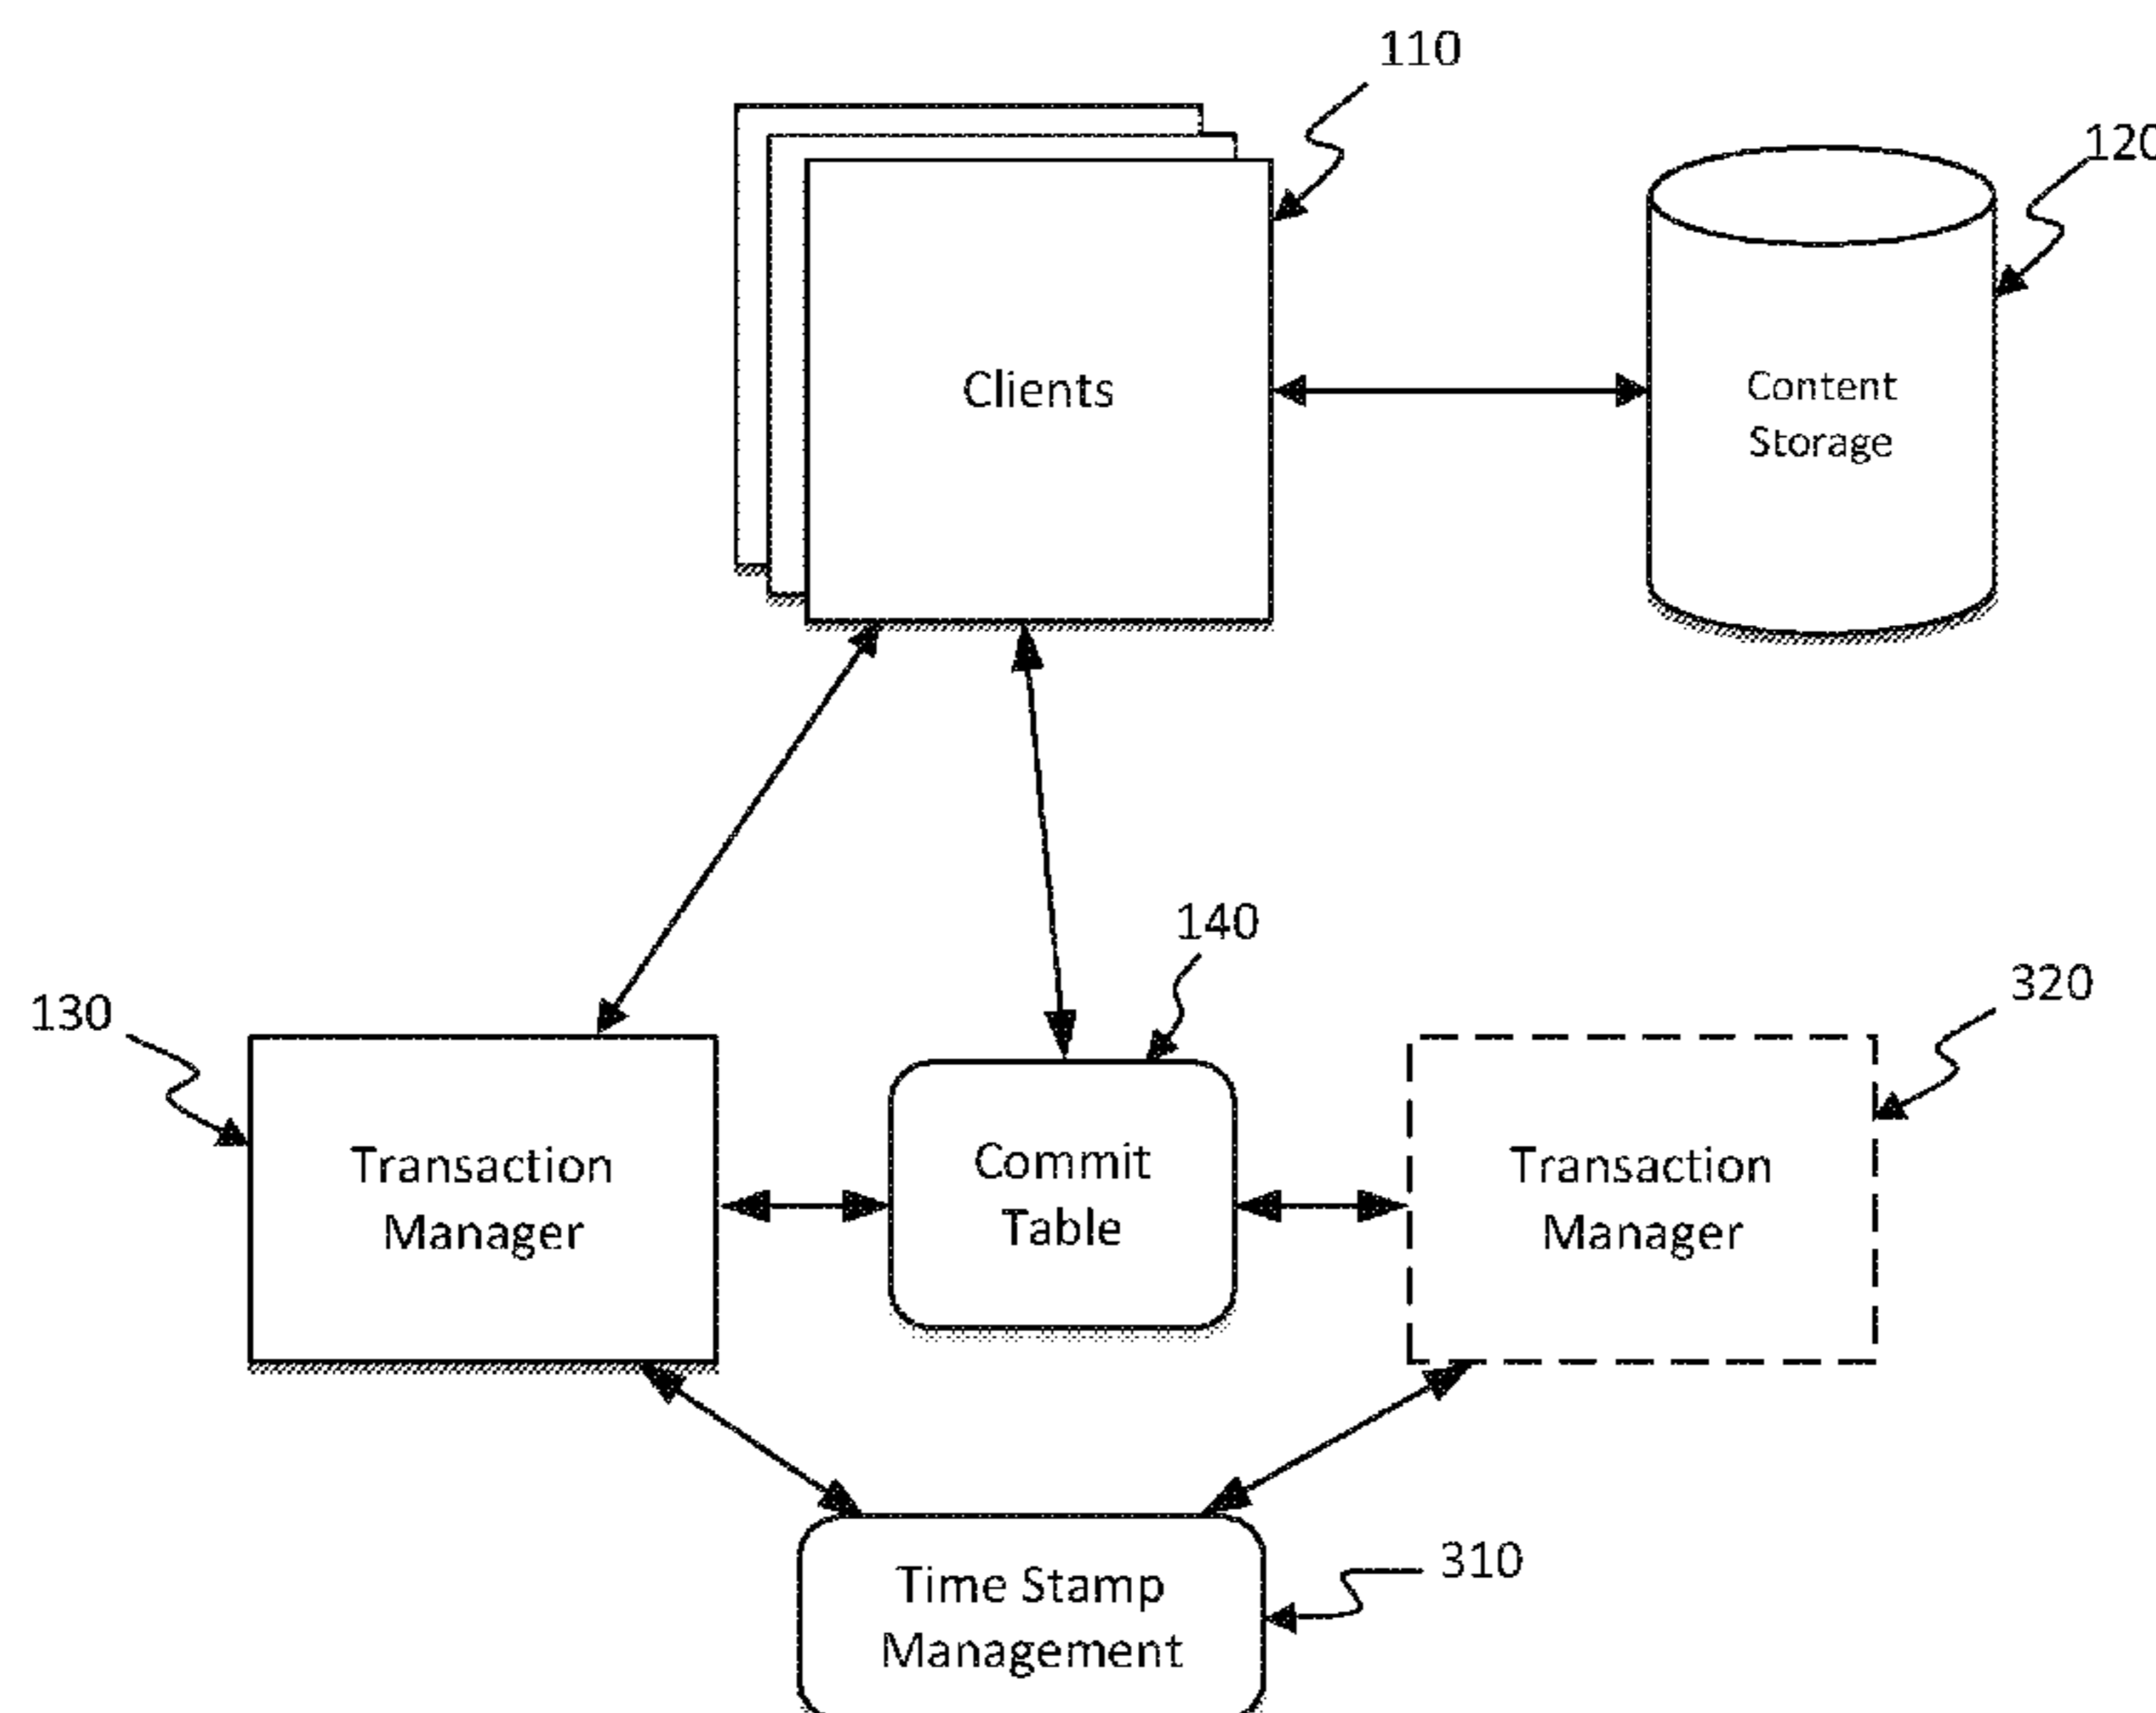 110
120
Clients
Content
Storage
140
130
320
Transaction
Manager
Commit
Table
Transaction
Manager
Time Stamp
Management
310